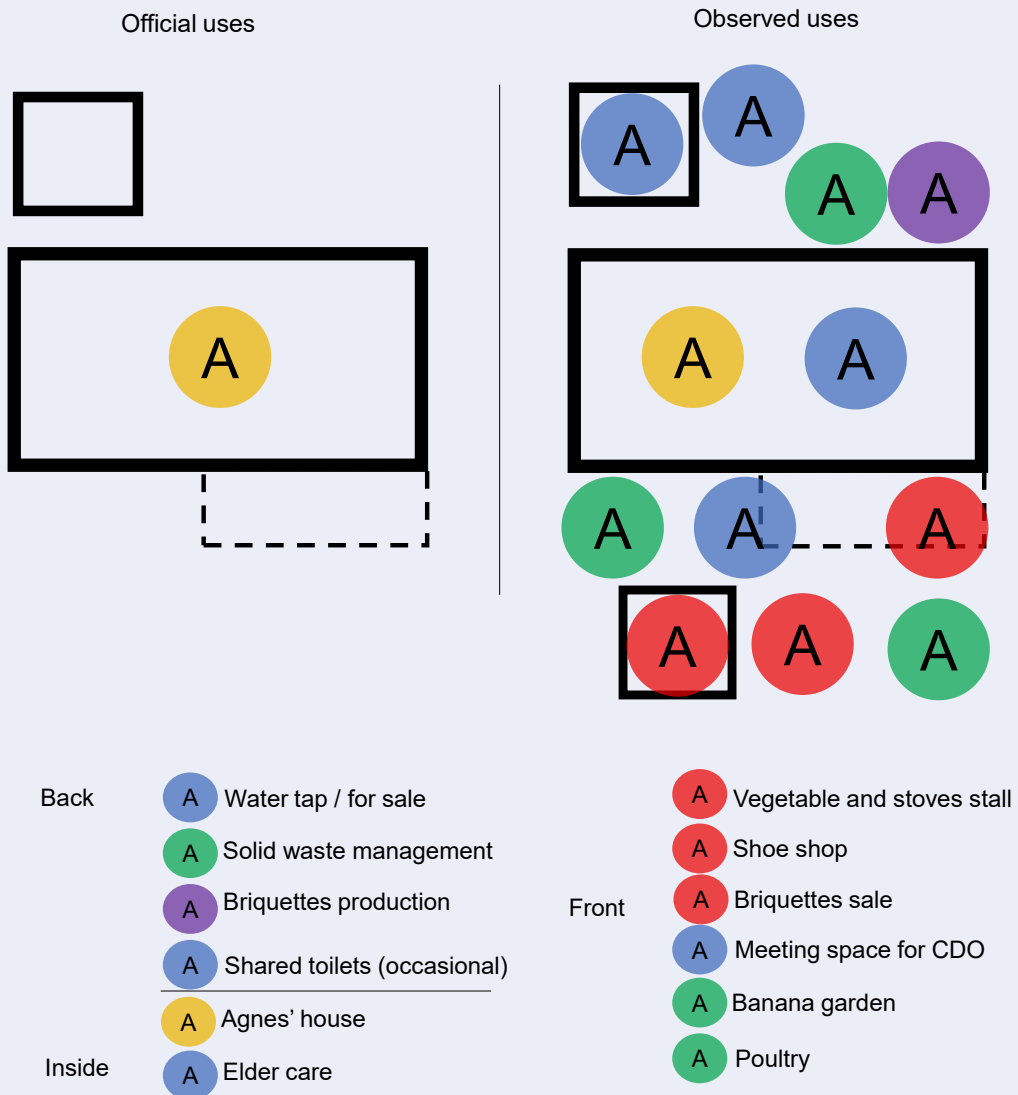 Official uses
Observed uses
A
A
A
A
A
A
A
A
A
A
A
A
A
A
Back
A Water tap / for sale
A Solid waste management
A Briquettes production
A Shared toilets (occasional)
A Agnes’ house
Inside
A Elder care
A Vegetable and stoves stall
A Shoe shop
Front
A Briquettes sale
A Meeting space for CDO
A Banana garden
A Poultry